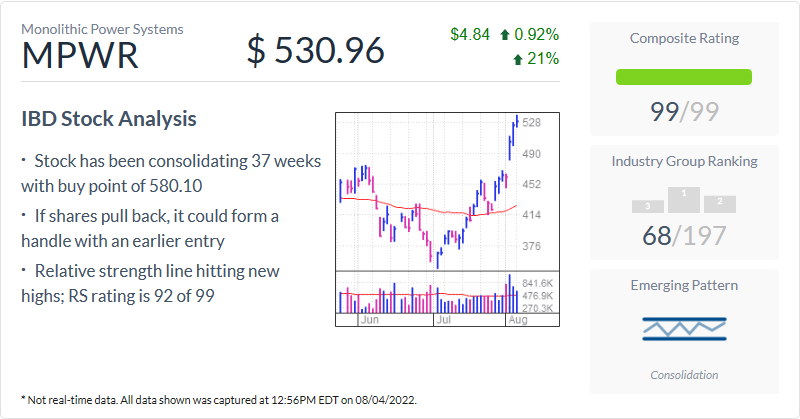 Monolithic Power Systems
MPWR
$ 530.96
$4.84 0.92%
21%
IBD Stock Analysis
• Stock has been consolidating 37 weeks
with buy point of 580.10
• If shares pull back, it could form a
handle with an earlier entry
• Relative strength line hitting new
highs; RS rating is 92 of 99
528
490
452
414
376
841.6K
476.9K
270.3K
Jun Jul Aug
Composite Rating
99/99
Industry Group Ranking
3 1 2
68/197
Emerging Pattern
Consolidation
* Not real-time data. All data shown was captured at 12:56PM EDT on 08/04/2022.